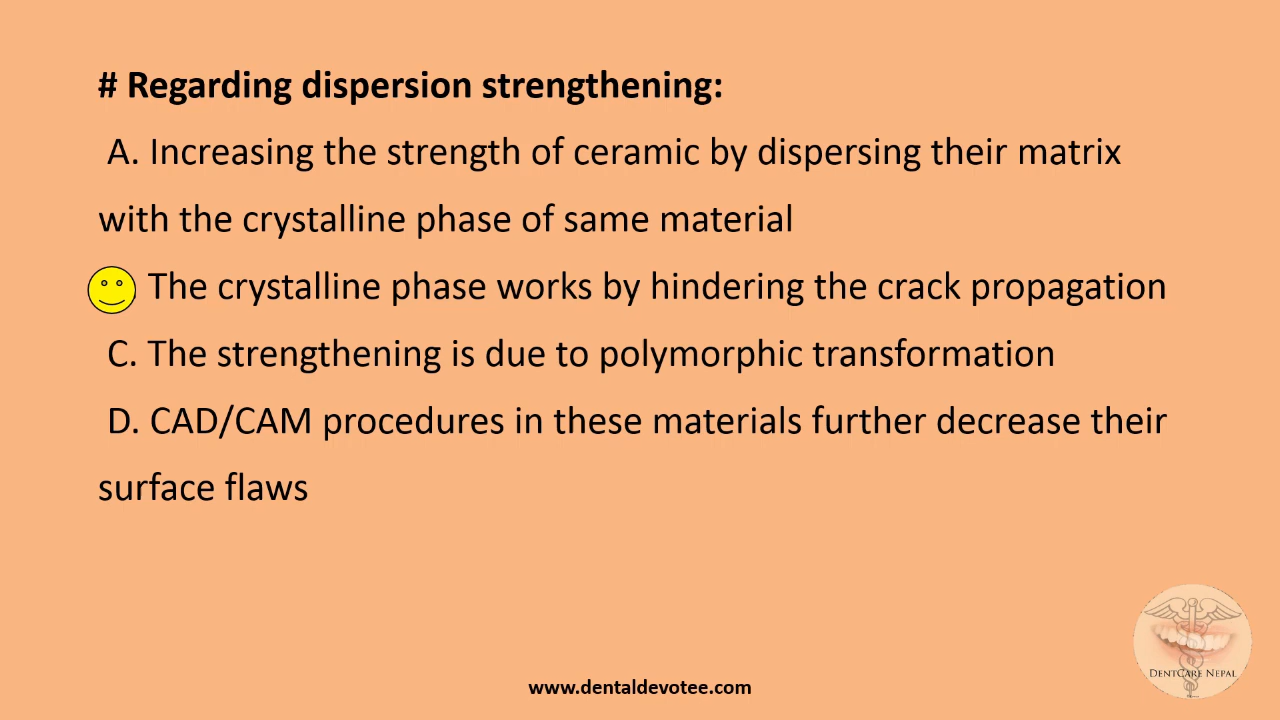 # Regarding dispersion strengthening:
A. Increasing the strength of ceramic by dispersing their matrix
with the crystalline phase of same material
The crystalline phase works by hindering the crack propagation
C. The strengthening is due to polymorphic transformation
D. CAD/CAM procedures in these materials further decrease their
surface flaws
DENTCARE NEPAL
www.dentaldevotee.com